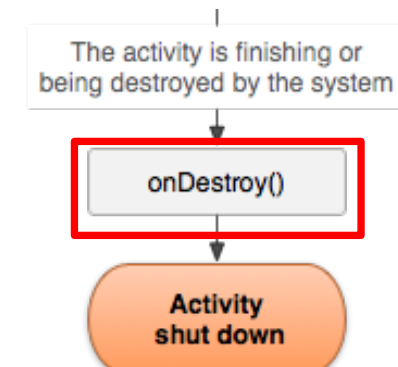 The activity is finishing or
being destroyed by the system
onDestroy()
Activity
shut down